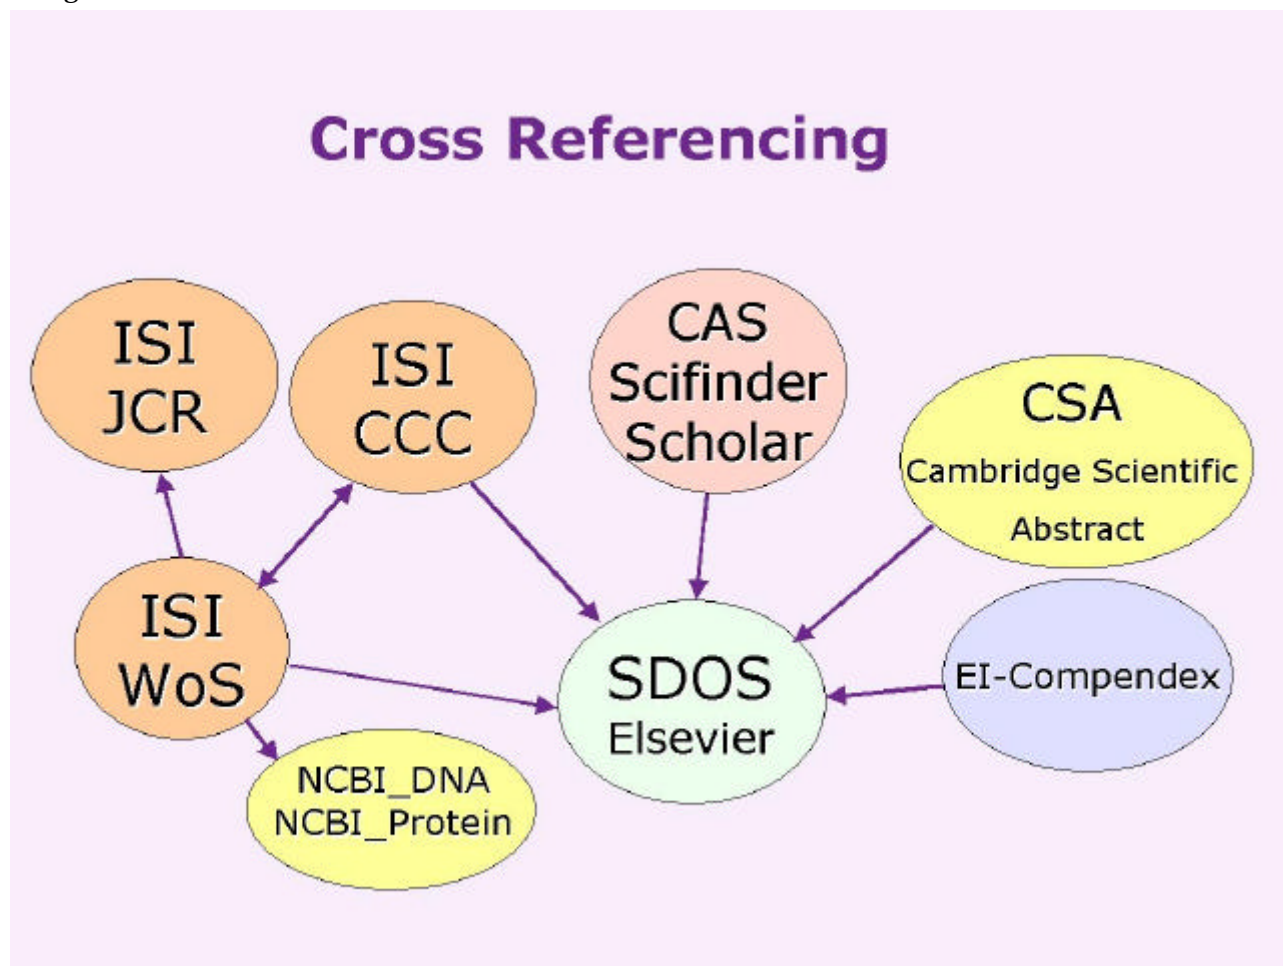 Cross Referencing
ISI
JCR
ISI
CCC
CAS
Scifinder
Scholar
CSA
Cambridge Scientific
Abstract
ISI
WoS
SDOS
Elsevier
EI-Compendex
NCBI_DNA
NCBI_Protein